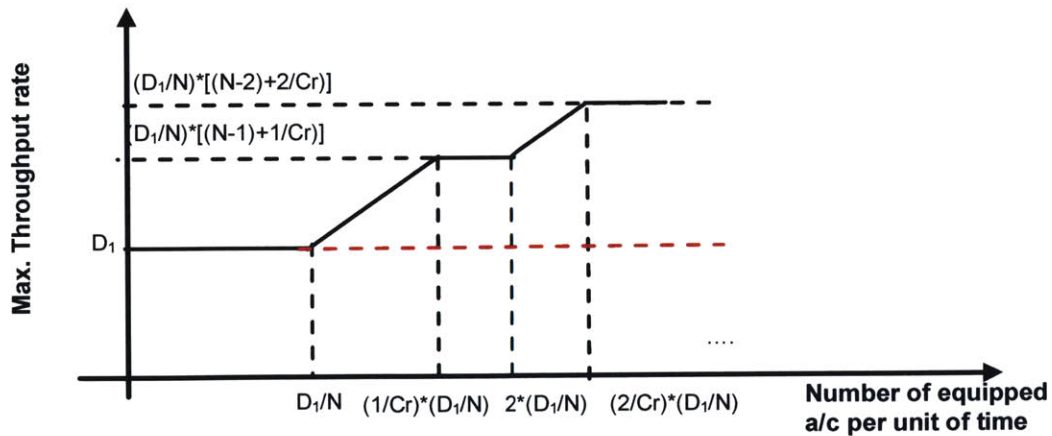 Max. Throughput rate
(D₁/N)*[(N-2)+2/Cr)]
(D₁/N)*[(N-1)+1/Cr)]
D₁
....
D₁/N (1/Cr)*(D₁/N) 2*(D₁/N) (2/Cr)*(D₁/N)
Number of equipped
a/c per unit of time